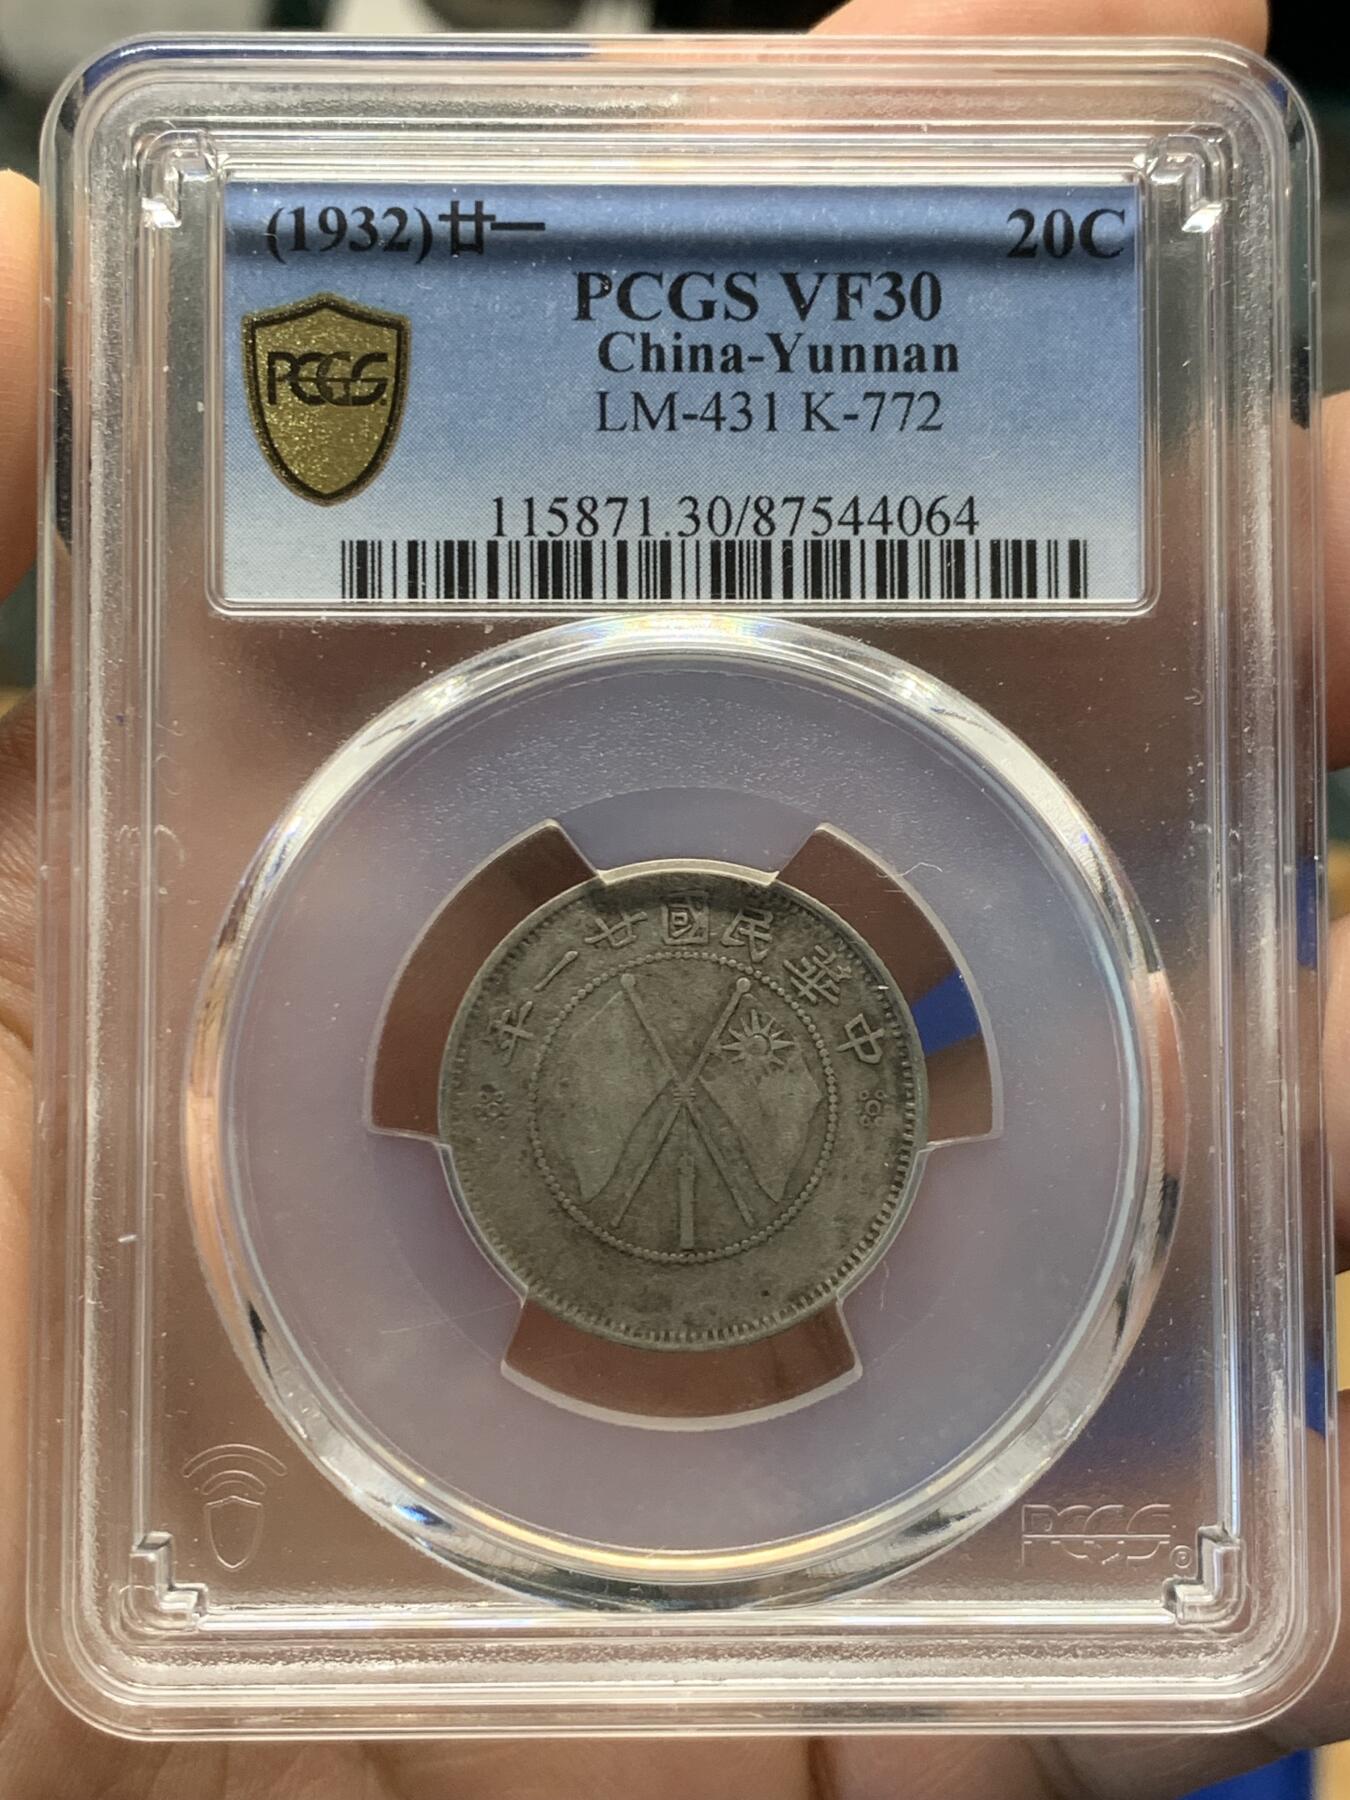 (1932)廿一 20C
PCGS VF30
China-Yunnan
LM-431 K-772
PCGS
115871.30/87544064
年一廿國民華中
PCGS